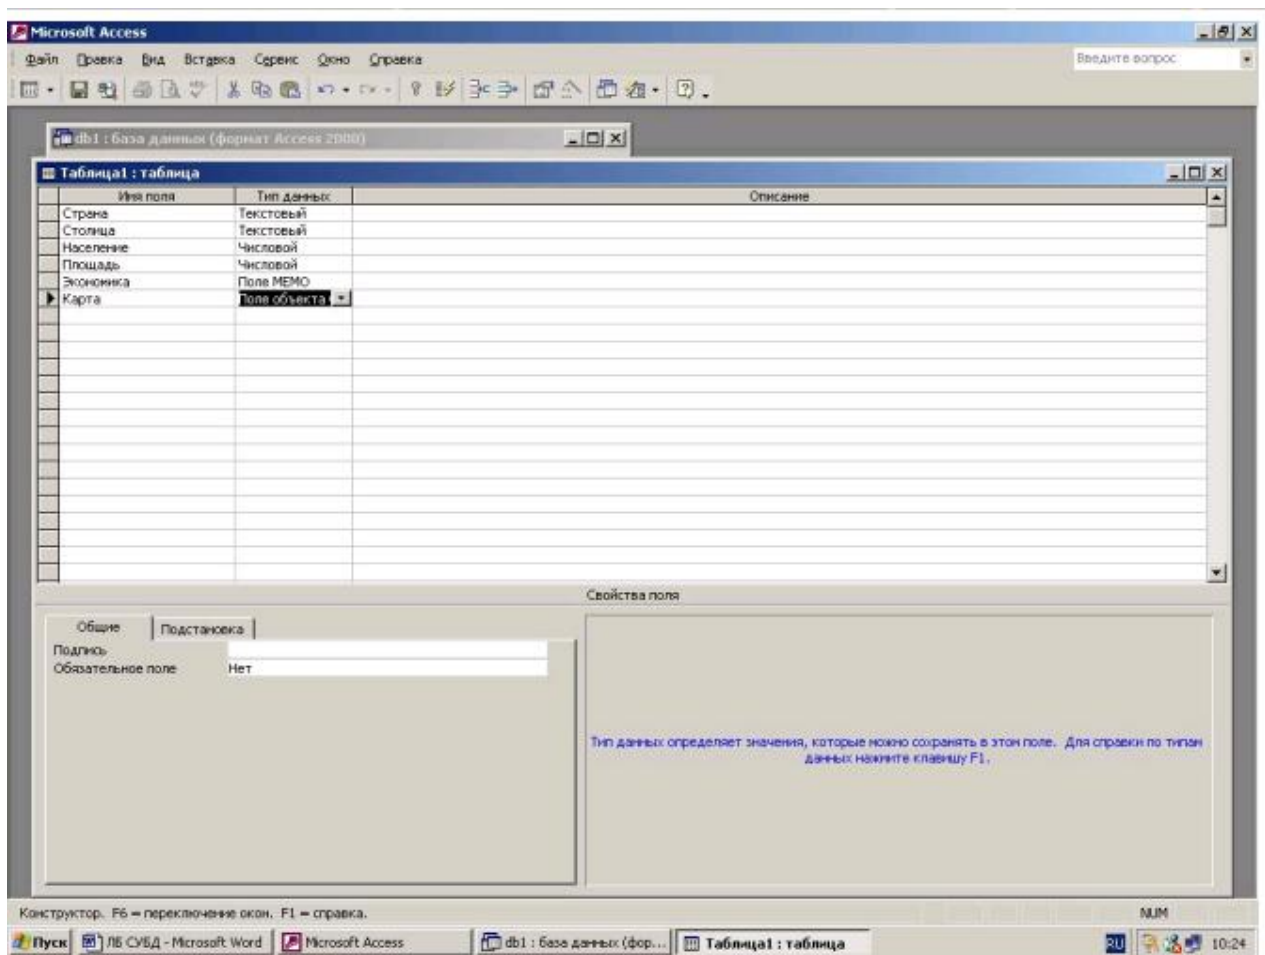 Microsoft Access
Файл Правка Вид Вставка Сервис Окно Справка Введите вопрос
db1 : база данных (формат Access 2000)
Таблица1 : таблица
Имя поля Тип данных Описание
Страна Текстовый
Столица Текстовый
Население Числовой
Площадь Числовой
Экономика Поле MEMO
Карта Поле объекта
Свойства поля
Общие Подстановка
Подпись
Обязательное поле Нет
Тип данных определяет значения, которые можно сохранять в этом поле. Для справки по типам
данных нажмите клавишу F1.
Конструктор. F6 = переключение окон. F1 = справка. NUM
Пуск ЛБ СУБД - Microsoft Word Microsoft Access db1 : база данных (фор... Таблица1 : таблица RU 10:24